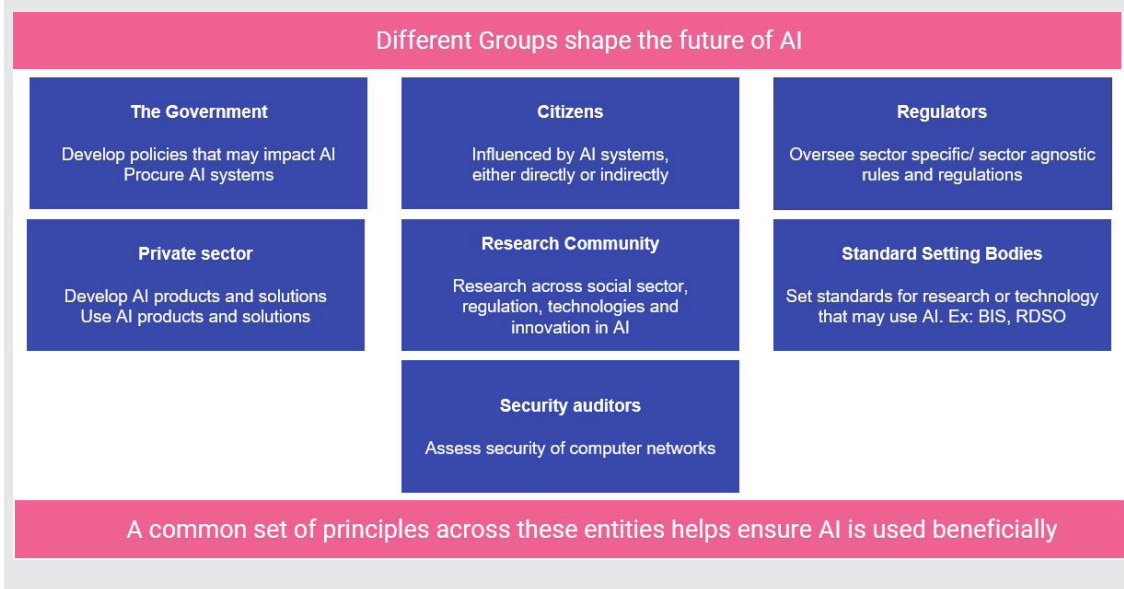 Different Groups shape the future of AI
The Government
Develop policies that may impact AI
Procure AI systems
Citizens
Influenced by AI systems,
either directly or indirectly
Regulators
Oversee sector specific/ sector agnostic
rules and regulations
Private sector
Develop AI products and solutions
Use AI products and solutions
Research Community
Research across social sector,
regulation, technologies and
innovation in AI
Standard Setting Bodies
Set standards for research or technology
that may use AI. Ex: BIS, RDSO
Security auditors
Assess security of computer networks
A common set of principles across these entities helps ensure AI is used beneficially